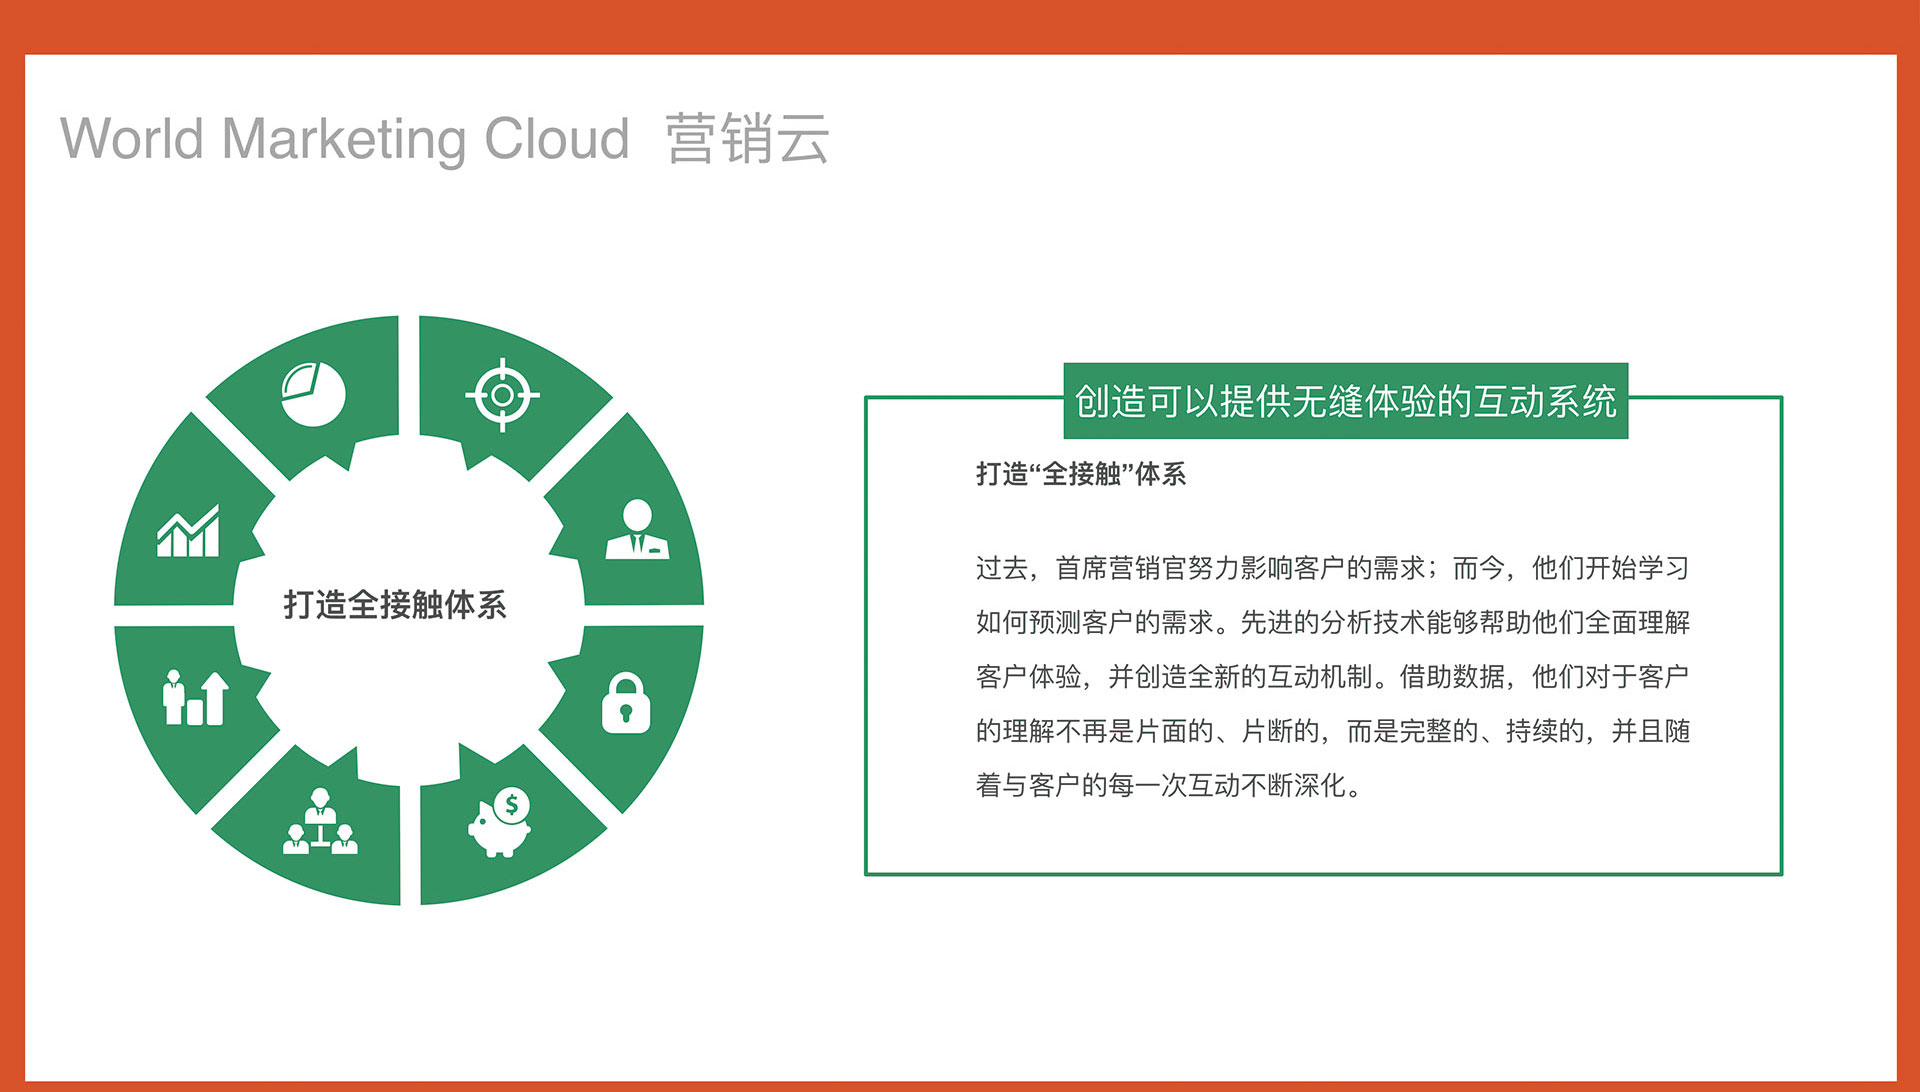 World Marketing Cloud 营销云
打造全接触体系
$
创造可以提供无缝体验的互动系统
打造“全接触”体系
过去，首席营销官努力影响客户的需求；而今，他们开始学习
如何预测客户的需求。先进的分析技术能够帮助他们全面理解
客户体验，并创造全新的互动机制。借助数据，他们对于客户
的理解不再是片面的、片断的，而是完整的、持续的，并且随
着与客户的每一次互动不断深化。